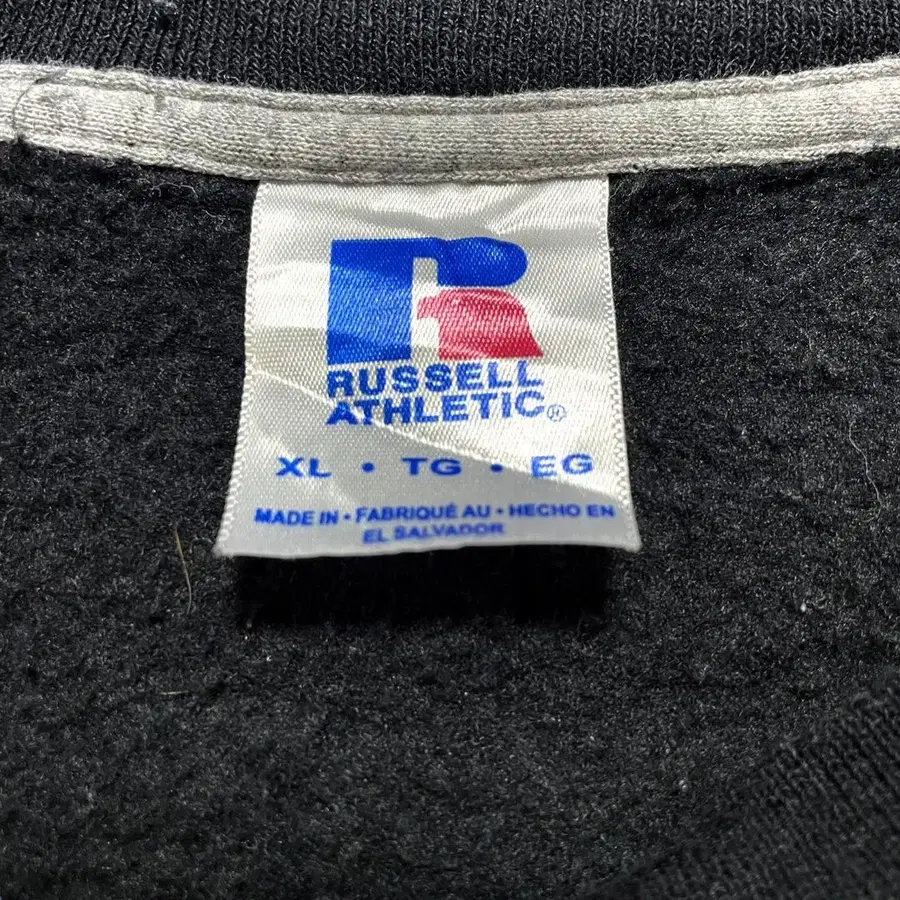 R
RUSSELL
ATHLETIC®
XL • TG • EG
MADE IN • FABRIQUÉ AU • HECHO EN
EL SALVADOR